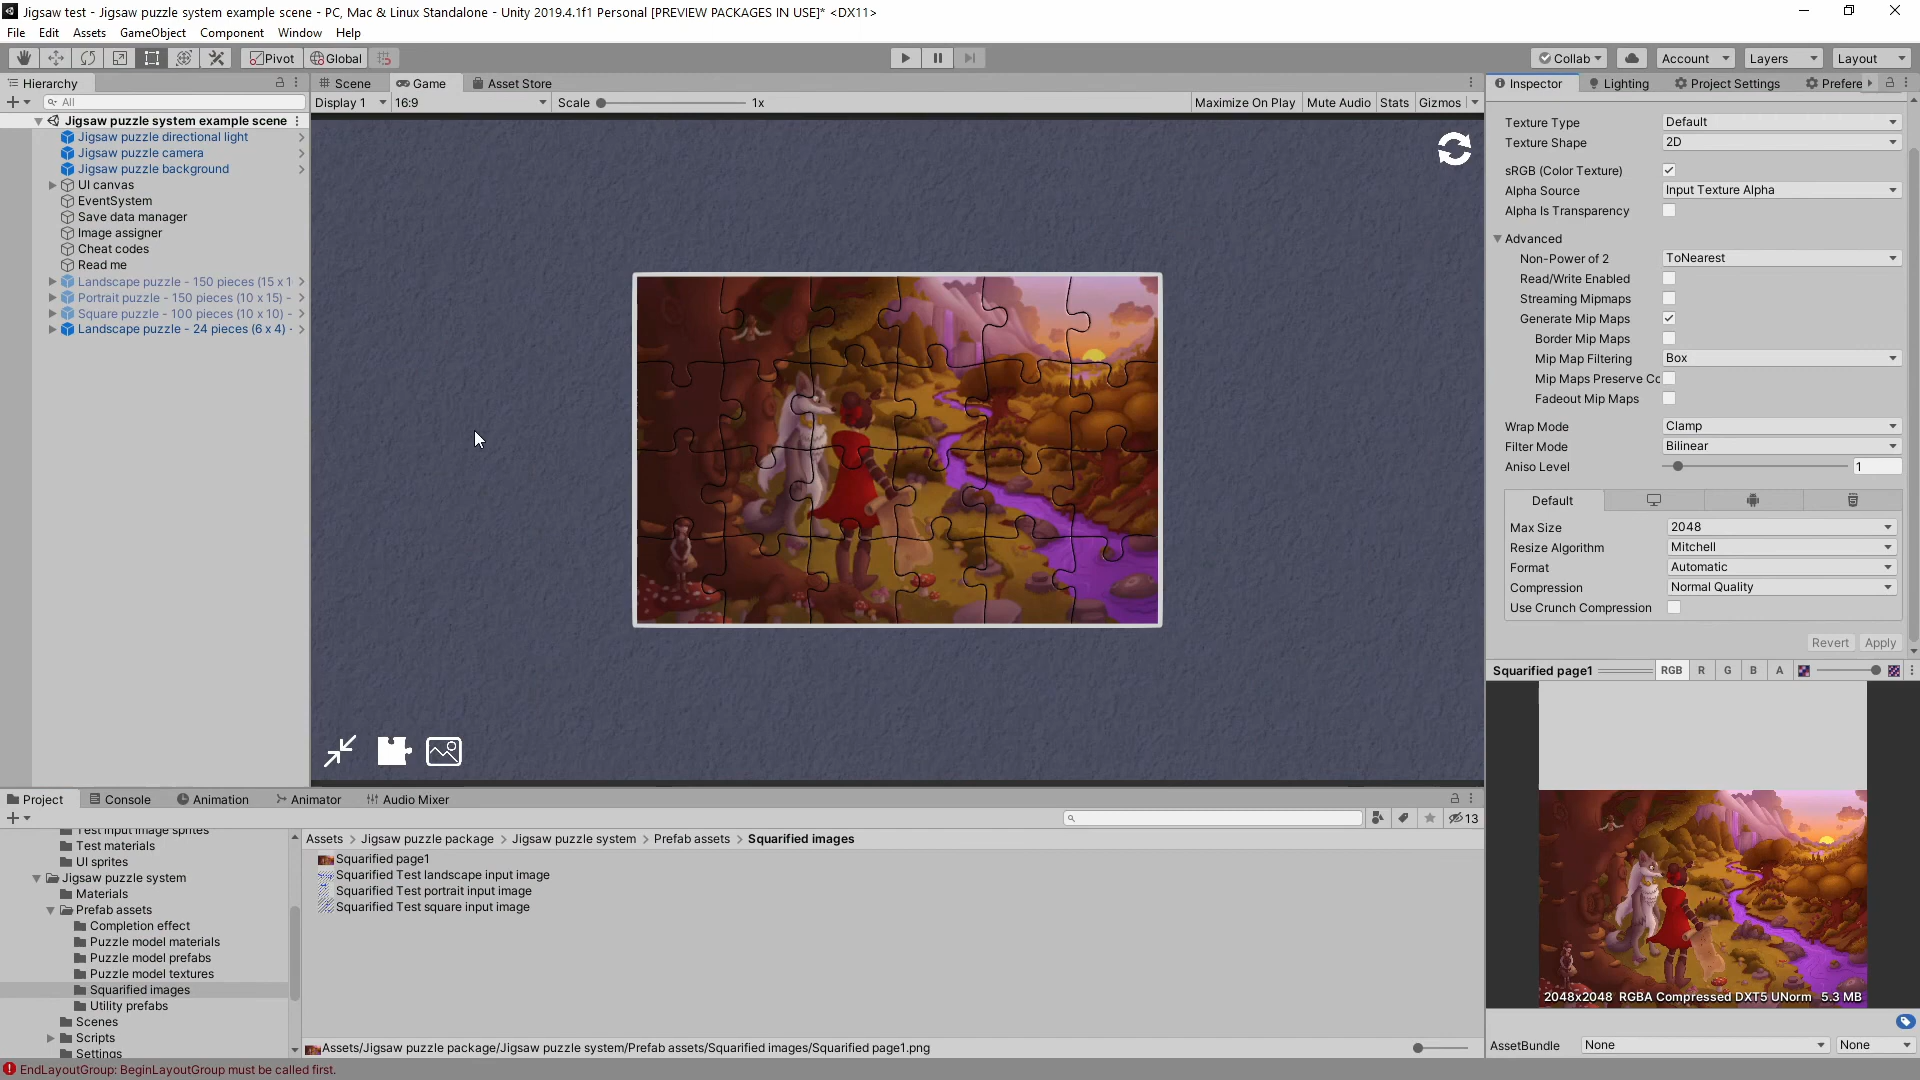 Jigsaw test - Jigsaw puzzle system example scene - PC, Mac & Linux Standalone - Unity 2019.4.1f1 Personal [PREVIEW PACKAGES IN USE]* <DX11>
File Edit Assets GameObject Component Window Help
Pivot Global Collab Account Layers Layout
Hierarchy Scene Game Asset Store Inspector Lighting Project Settings Prefere
All Display 1 16:9 Scale 1x Maximize On Play Mute Audio Stats Gizmos
Jigsaw puzzle system example scene
Jigsaw puzzle directional light
Jigsaw puzzle camera
Jigsaw puzzle background
UI canvas
EventSystem
Save data manager
Image assigner
Cheat codes
Read me
Landscape puzzle - 150 pieces (15 x 1
Portrait puzzle - 150 pieces (10 x 15) -
Square puzzle - 100 pieces (10 x 10) -
Landscape puzzle - 24 pieces (6 x 4) -
Texture Type Default
Texture Shape 2D
sRGB (Color Texture)
Alpha Source Input Texture Alpha
Alpha Is Transparency
Advanced
Non-Power of 2 ToNearest
Read/Write Enabled
Streaming Mipmaps
Generate Mip Maps
Border Mip Maps
Mip Map Filtering Box
Mip Maps Preserve Co
Fadeout Mip Maps
Wrap Mode Clamp
Filter Mode Bilinear
Aniso Level 1
Default
Max Size 2048
Resize Algorithm Mitchell
Format Automatic
Compression Normal Quality
Use Crunch Compression
Revert Apply
Squarified page1 RGB R G B A
2048x2048 RGBA Compressed DXT5 UNorm 5.3 MB
AssetBundle None None
Project Console Animation Animator Audio Mixer
13
Test input image sprites
Test materials
UI sprites
Jigsaw puzzle system
Materials
Prefab assets
Completion effect
Puzzle model materials
Puzzle model prefabs
Puzzle model textures
Squarified images
Utility prefabs
Scenes
Scripts
Settings
Assets > Jigsaw puzzle package > Jigsaw puzzle system > Prefab assets > Squarified images
Squarified page1
Squarified Test landscape input image
Squarified Test portrait input image
Squarified Test square input image
Assets/Jigsaw puzzle package/Jigsaw puzzle system/Prefab assets/Squarified images/Squarified page1.png
EndLayoutGroup: BeginLayoutGroup must be called first.